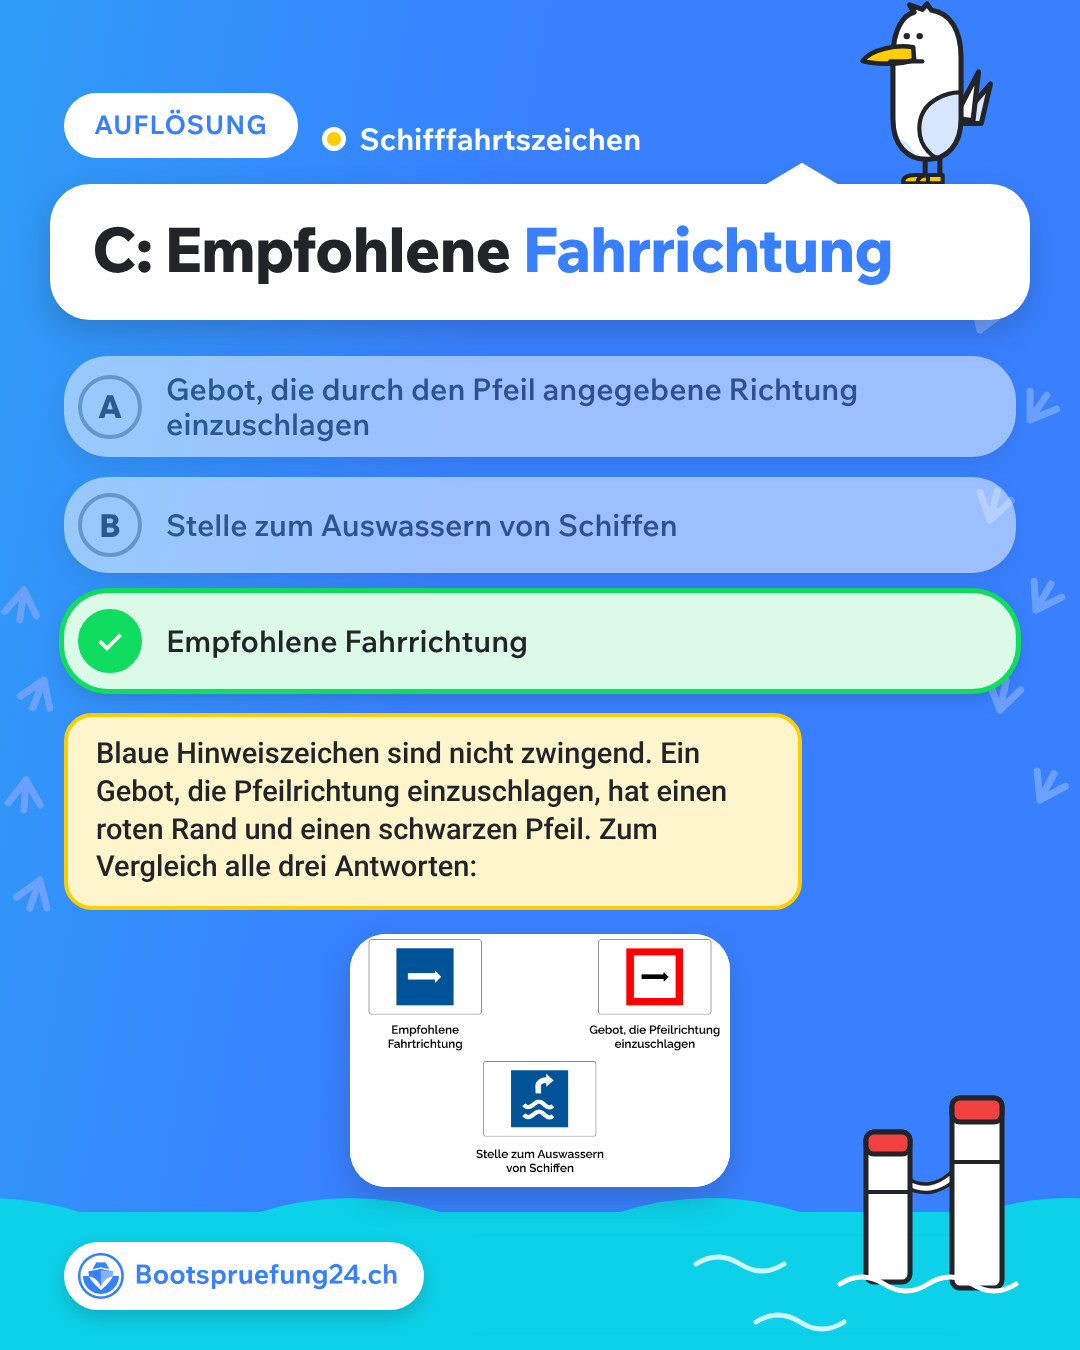 AUFLÖSUNG
Schifffahrtszeichen
C: Empfohlene Fahrrichtung
A
Gebot, die durch den Pfeil angegebene Richtung
einzuschlagen
B
Stelle zum Auswassern von Schiffen
Empfohlene Fahrrichtung
Blaue Hinweiszeichen sind nicht zwingend. Ein
Gebot, die Pfeilrichtung einzuschlagen, hat einen
roten Rand und einen schwarzen Pfeil. Zum
Vergleich alle drei Antworten:
Empfohlene
Fahrtrichtung
Gebot, die Pfeilrichtung
einzuschlagen
Stelle zum Auswassern
von Schiffen
Bootspruefung24.ch